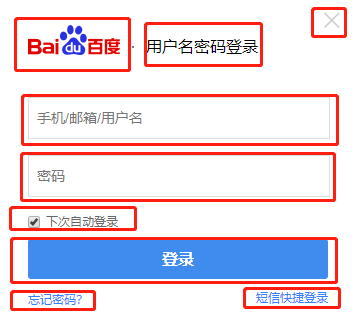 Bai du 百度 · 用户名密码登录
手机/邮箱/用户名
密码
下次自动登录
登录
忘记密码? 短信快捷登录